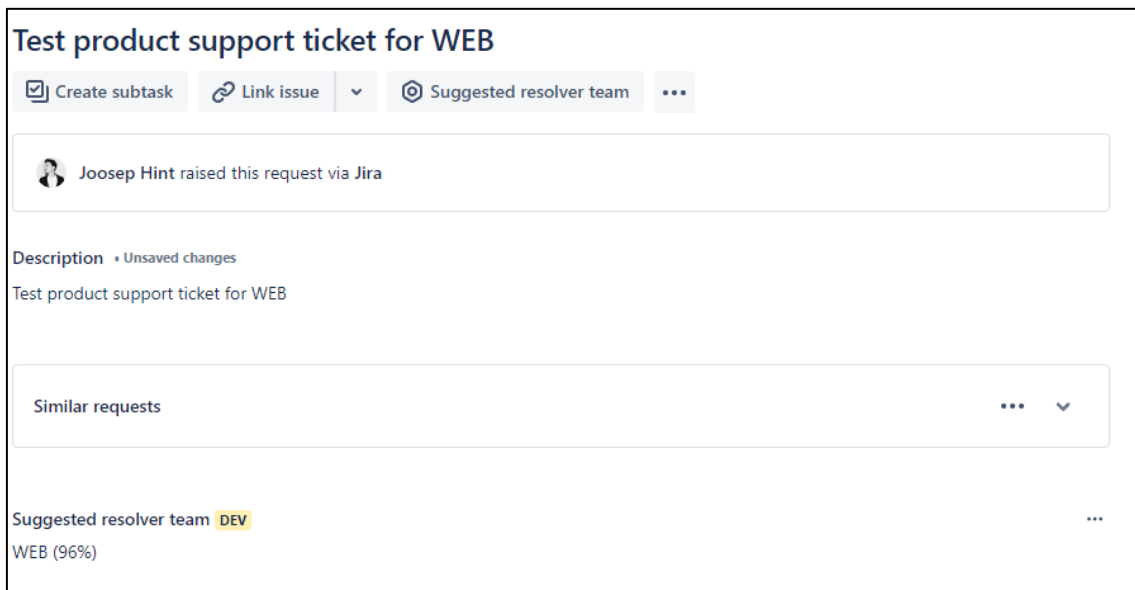 Test product support ticket for WEB
Create subtask Link issue Suggested resolver team
Joosep Hint raised this request via Jira
Description • Unsaved changes
Test product support ticket for WEB
Similar requests
Suggested resolver team DEV
WEB (96%)